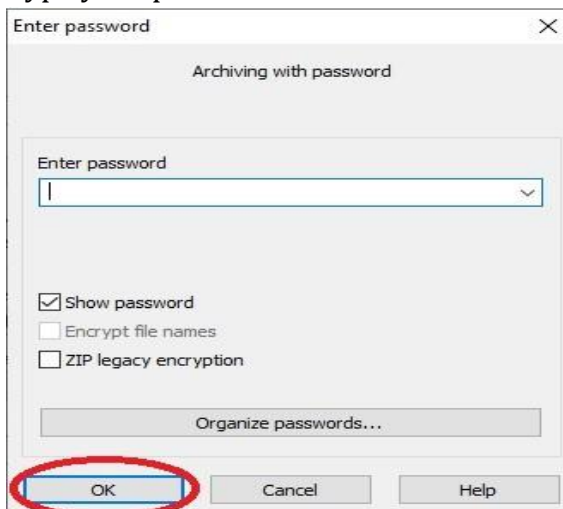 Enter password
Archiving with password
Enter password
Show password
Encrypt file names
ZIP legacy encryption
Organize passwords...
OK
Cancel
Help